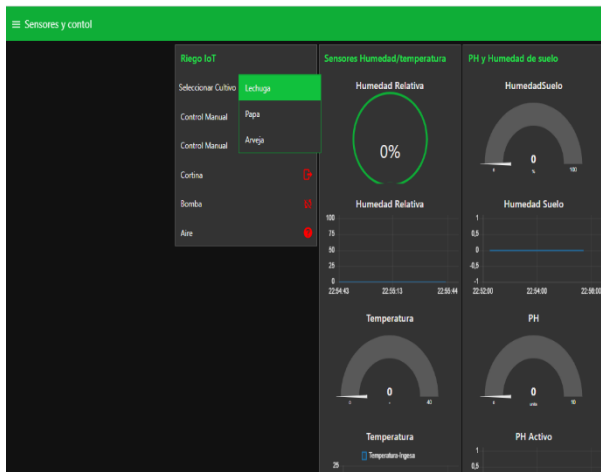 Sensores y contol
Riego IoT
Seleccionar Cultivo
Lechuga
Papa
Arveja
Control Manual
Control Manual
Cortina
Bomba
Aire
Sensores Humedad/temperatura
Humedad Relativa
0%
Humedad Relativa
100
75
50
25
0
22:54:43 22:55:13 22:55:44
Temperatura
0
40
Temperatura
Temperatura-Ingesa
25
PH y Humedad de suelo
HumedadSuelo
0
%
100
Humedad Suelo
1
0,5
0
-0,5
-1
22:52:00 22:54:00 22:56:00
PH
0
PH Activo
1
0,5